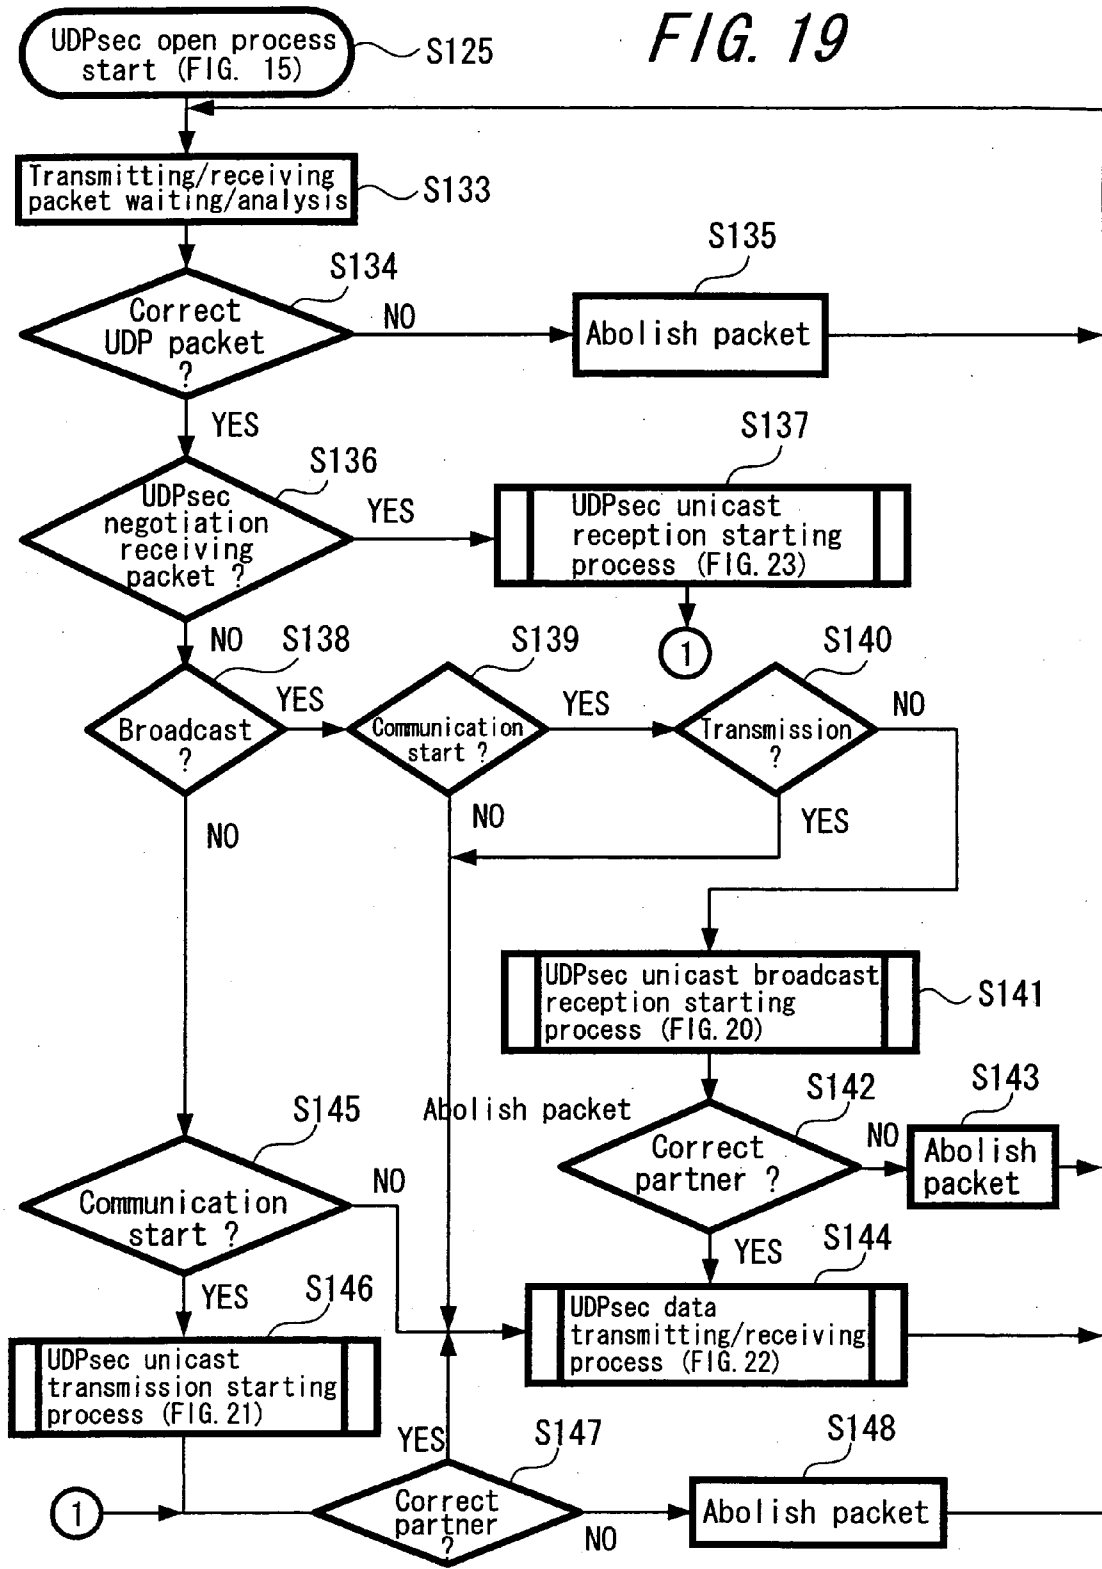 FIG. 19
UDPsec open process
start (FIG. 15)
S125
Transmitting/receiving
packet waiting/analysis
S133
S134
Correct
UDP packet
?
NO
S135
Abolish packet
YES
S136
UDPsec
negotiation
receiving
packet ?
YES
S137
UDPsec unicast
reception starting
process (FIG. 23)
1
NO
S138
Broadcast
?
YES
S139
Communication
start ?
YES
S140
Transmission
?
NO
NO
NO
YES
UDPsec unicast broadcast
reception starting
process (FIG. 20)
S141
Abolish packet
S142
Correct
partner ?
NO
S143
Abolish
packet
YES
S145
Communication
start ?
NO
YES
S144
UDPsec data
transmitting/receiving
process (FIG. 22)
S146
UDPsec unicast
transmission starting
process (FIG. 21)
1
YES
S147
Correct
partner
?
NO
S148
Abolish packet